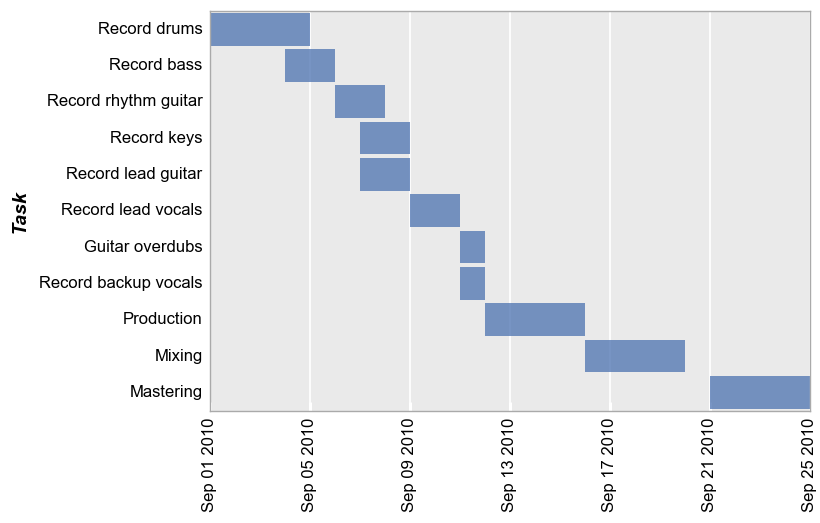 Record drums
Record bass
Record rhythm guitar
Record keys
Record lead guitar
Task
Record lead vocals
Guitar overdubs
Record backup vocals
Production
Mixing
Mastering
Sep 01 2010
Sep 05 2010
Sep 09 2010
Sep 13 2010
Sep 17 2010
Sep 21 2010
Sep 25 2010